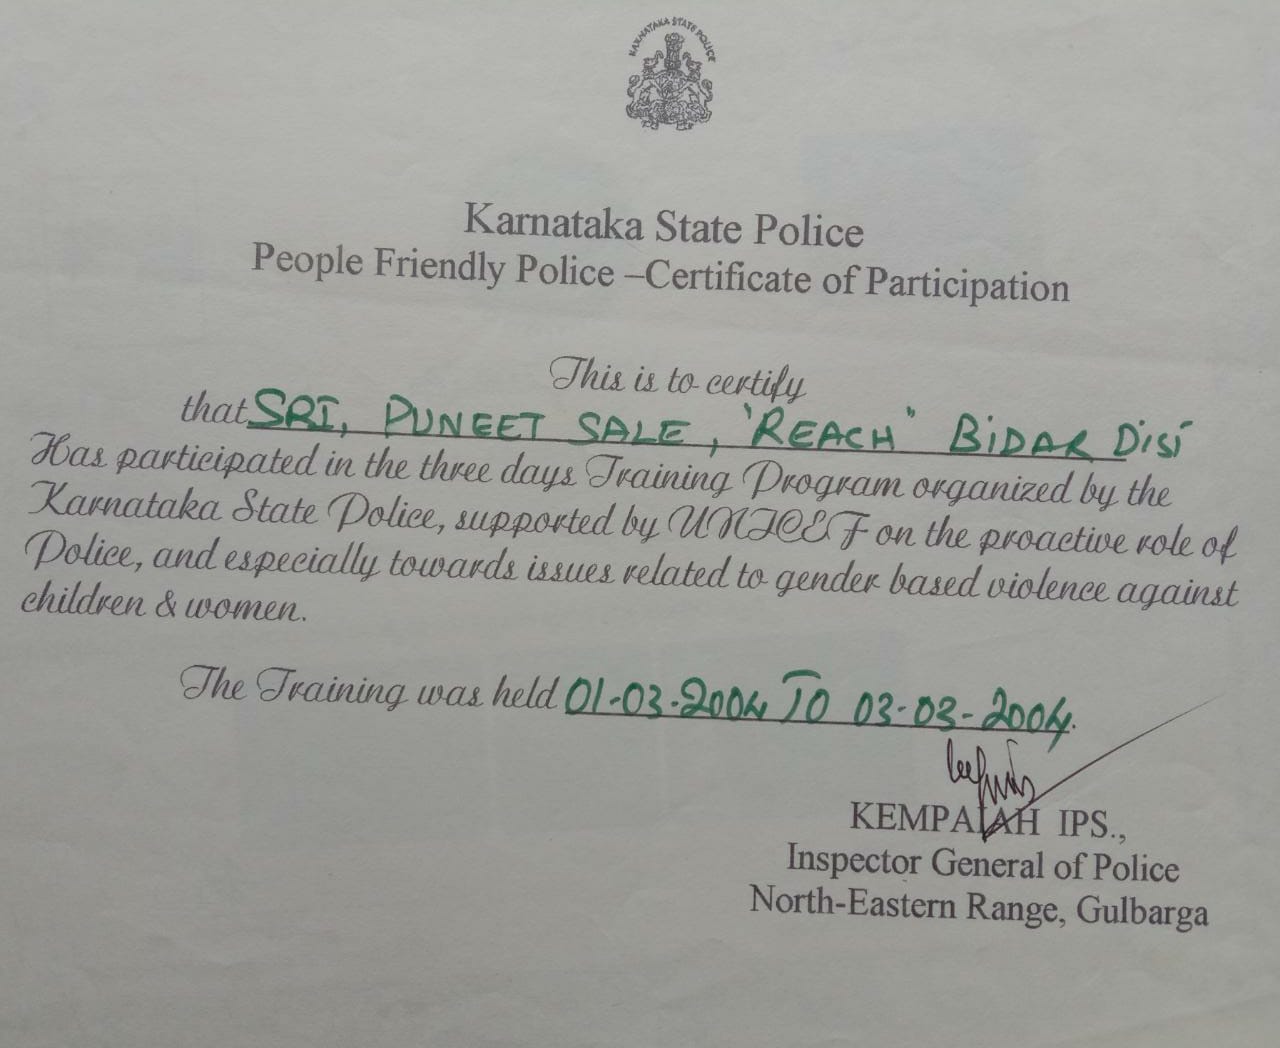 KARNATAKA STATE POLICE
Karnataka State Police
People Friendly Police –Certificate of Participation
This is to certify
that SRI, PUNEET SALE, 'REACH" BIDAR DIST
Has participated in the three days Training Program organized by the
Karnataka State Police, supported by UNICEF on the proactive role of
Police, and especially towards issues related to gender based violence against
children & women.
The Training was held 01-03-2004 TO 03-03-2004.
KEMPAIAH IPS.,
Inspector General of Police
North-Eastern Range, Gulbarga